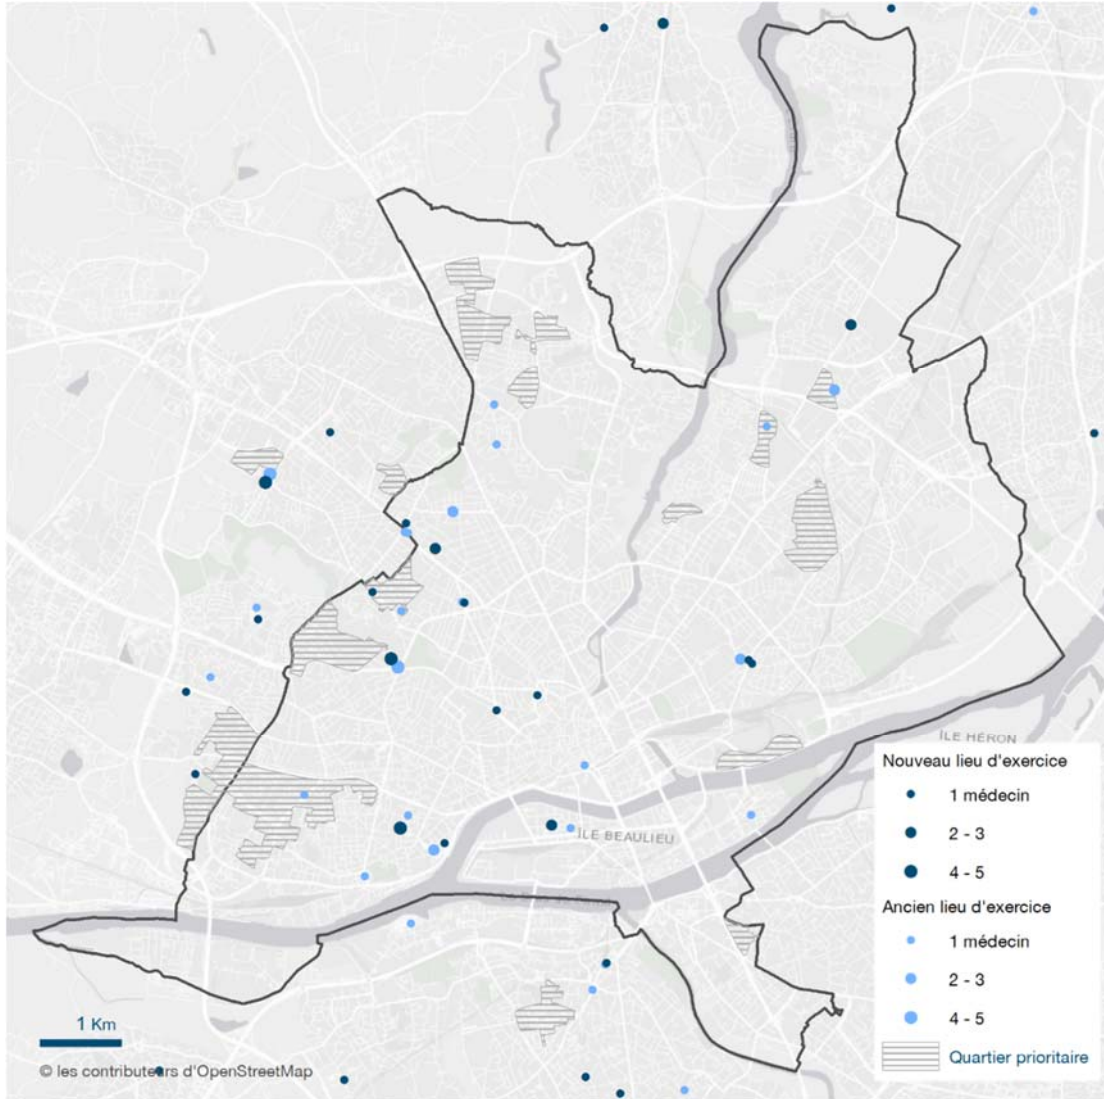 ÎLE HÉRON
ÎLE BEAULIEU
Nouveau lieu d'exercice
1 médecin
2 - 3
4 - 5
Ancien lieu d'exercice
1 médecin
2 - 3
4 - 5
Quartier prioritaire
1 Km
© les contributeurs d'OpenStreetMap